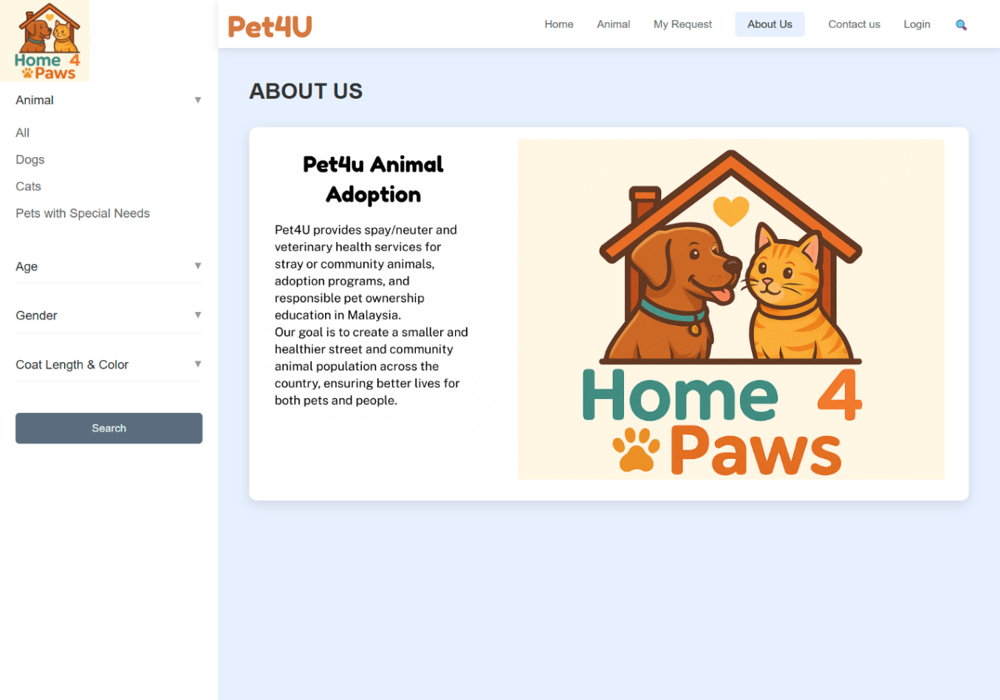 Home 4
Paws
Animal ▼
All
Dogs
Cats
Pets with Special Needs
Age ▼
Gender ▼
Coat Length & Color ▼
Search
Pet4U
Home Animal My Request About Us Contact us Login
ABOUT US
Pet4u Animal
Adoption
Pet4U provides spay/neuter and
veterinary health services for
stray or community animals,
adoption programs, and
responsible pet ownership
education in Malaysia.
Our goal is to create a smaller and
healthier street and community
animal population across the
country, ensuring better lives for
both pets and people.
Home 4
Paws